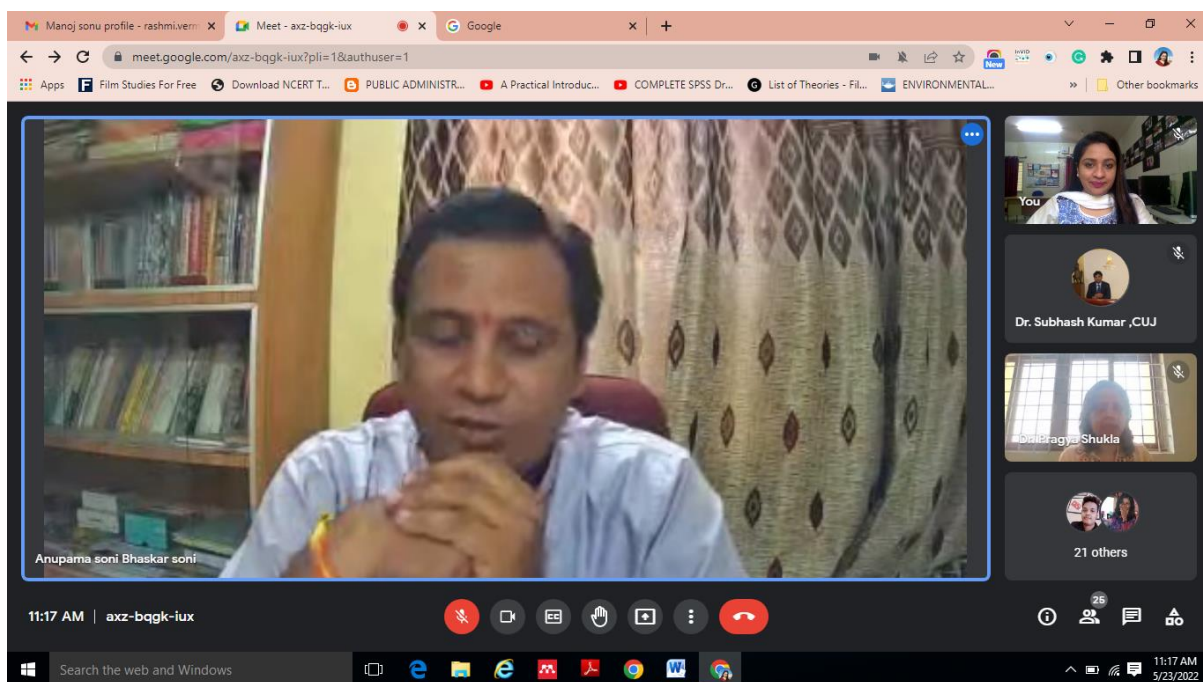 Manoj sonu profile - rashmi.verm
Meet - axz-bqgk-iux
Google
meet.google.com/axz-bqgk-iux?pli=1&authuser=1
New
Apps
Film Studies For Free
Download NCERT T...
PUBLIC ADMINISTR...
A Practical Introduc...
COMPLETE SPSS Dr...
List of Theories - Fil...
ENVIRONMENTAL...
Other bookmarks
You
Dr. Subhash Kumar ,CUJ
Dr. Pragya Shukla
21 others
Anupama soni Bhaskar soni
11:17 AM | axz-bqgk-iux
25
Search the web and Windows
11:17 AM
5/23/2022